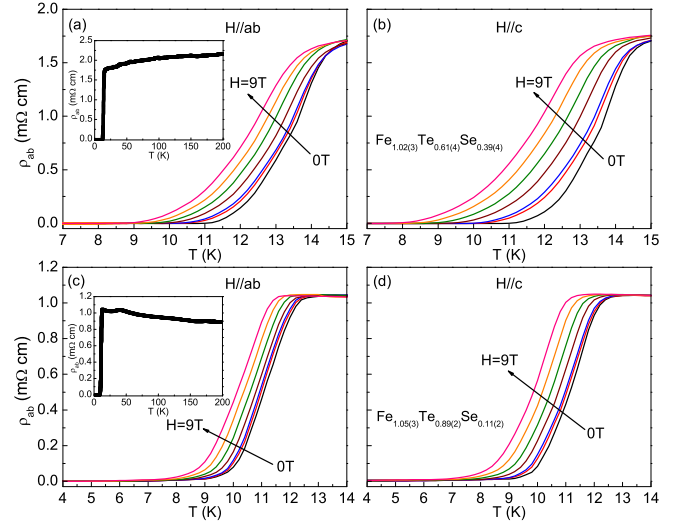 (a)
H//ab
H=9T
0T
ρab (mΩ cm)
2.0
1.5
1.0
0.5
0.0
7 8 9 10 11 12 13 14 15
T (K)
ρab (mΩ cm)
2.5
2.0
1.5
1.0
0.5
0.0
0 50 100 150 200
T (K)
(b)
H//c
H=9T
0T
Fe1.02(3)Te0.61(4)Se0.39(4)
7 8 9 10 11 12 13 14 15
T (K)
(c)
H//ab
H=9T
0T
ρab (mΩ cm)
1.2
1.0
0.8
0.6
0.4
0.2
0.0
4 5 6 7 8 9 10 11 12 13 14
T (K)
ρab (mΩ cm)
1.2
1.0
0.8
0.6
0.4
0.2
0.0
0 50 100 150 200
T (K)
(d)
H//c
H=9T
0T
Fe1.05(3)Te0.89(2)Se0.11(2)
5 6 7 8 9 10 11 12 13 14
T (K)